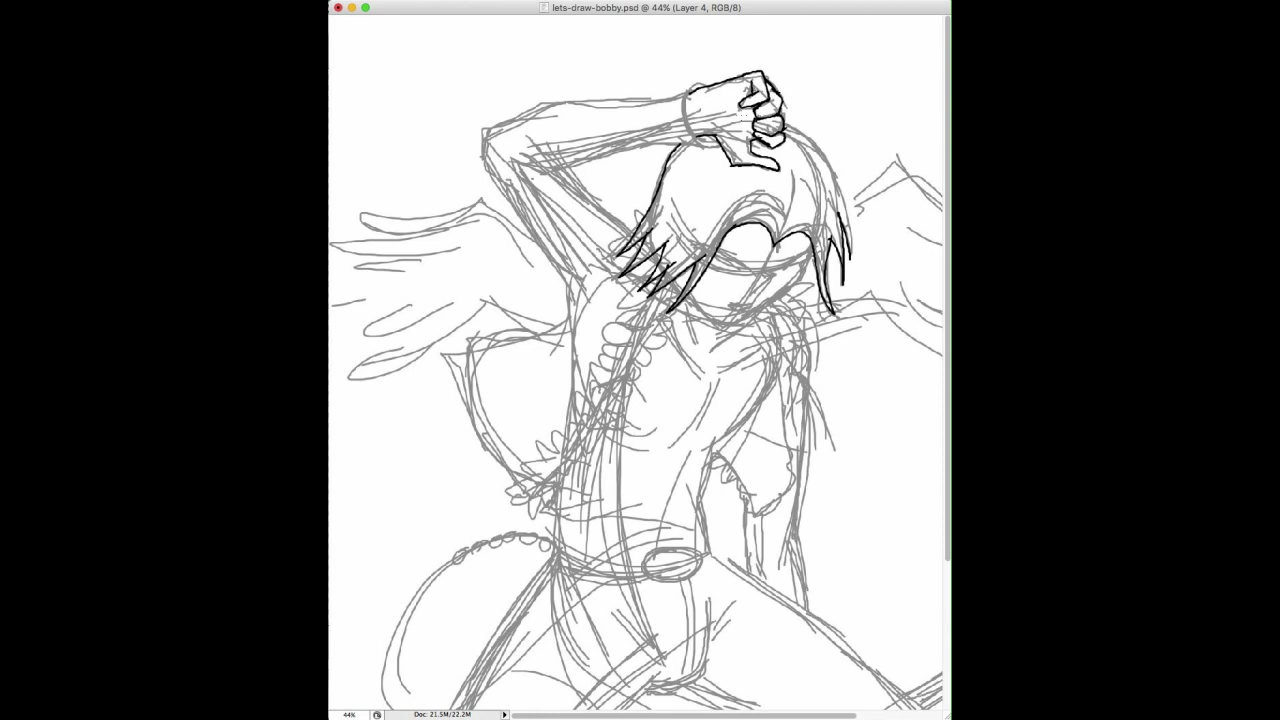 lets-draw-bobby.psd @ 44% (Layer 4, RGB/8)
44%
Doc: 21.5M/22.2M